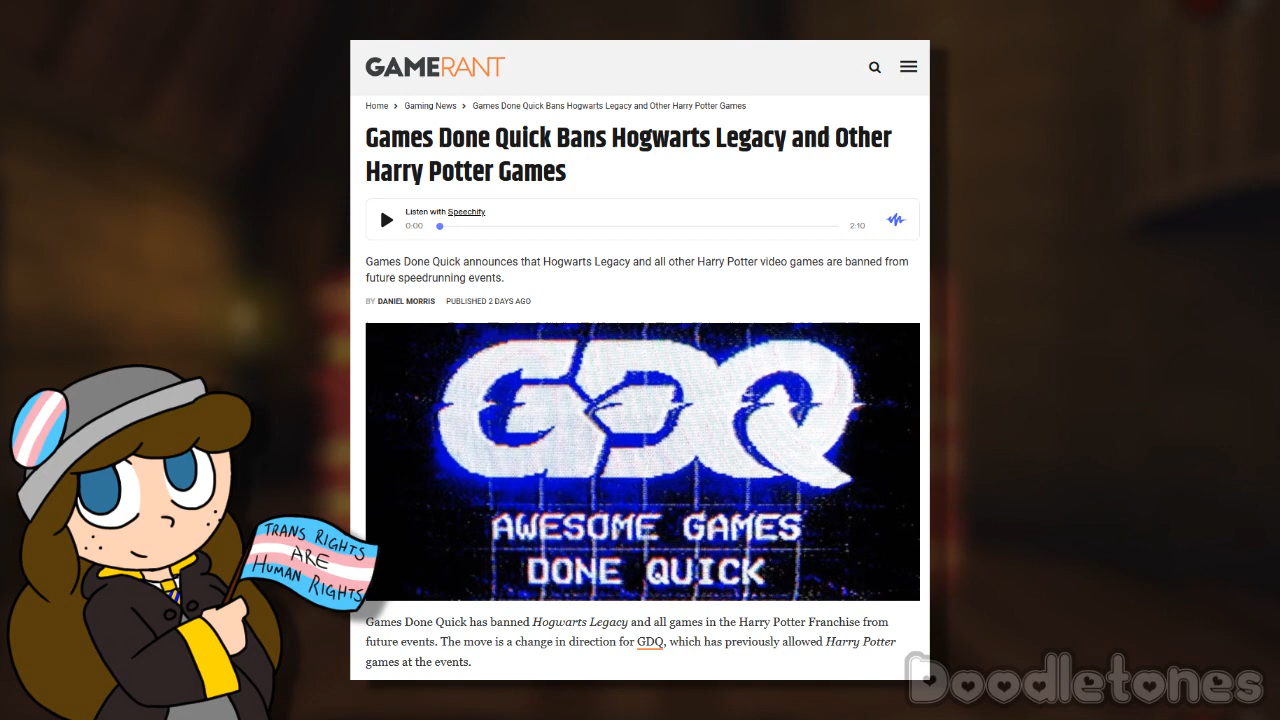 GAMERANT
Home > Gaming News > Games Done Quick Bans Hogwarts Legacy and Other Harry Potter Games
Games Done Quick Bans Hogwarts Legacy and Other
Harry Potter Games
Listen with Speechify
0:00 2:10
Games Done Quick announces that Hogwarts Legacy and all other Harry Potter video games are banned from
future speedrunning events.
BY DANIEL MORRIS PUBLISHED 2 DAYS AGO
GDQ
AWESOME GAMES
DONE QUICK
TRANS RIGHTS
ARE
HUMAN RIGHTS
Games Done Quick has banned Hogwarts Legacy and all games in the Harry Potter Franchise from
future events. The move is a change in direction for GDQ, which has previously allowed Harry Potter
games at the events.
Doodletones